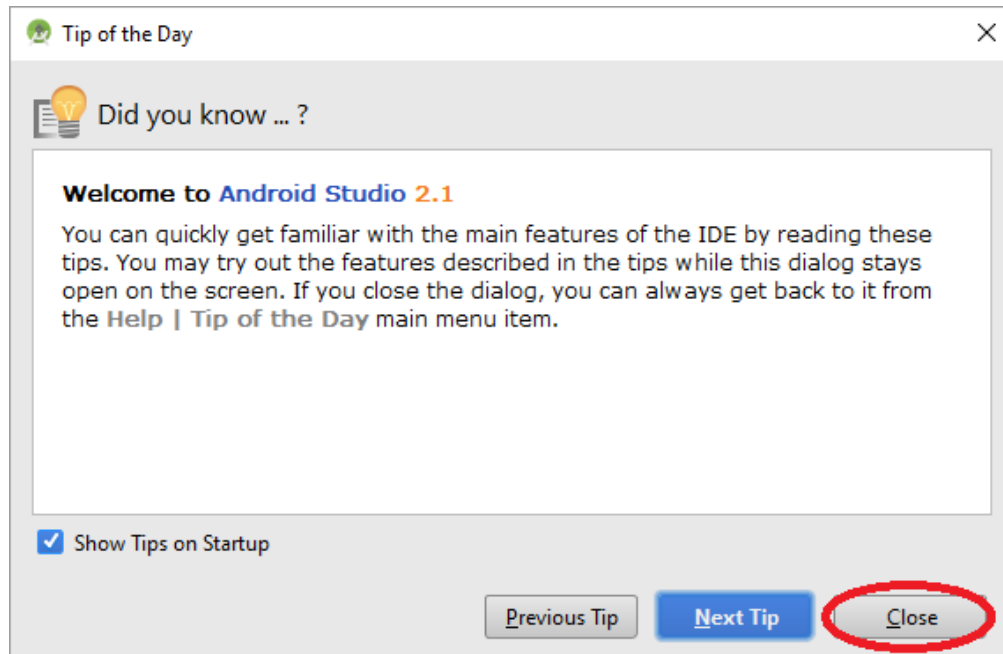 Tip of the Day
Did you know ... ?
Welcome to Android Studio 2.1
You can quickly get familiar with the main features of the IDE by reading these
tips. You may try out the features described in the tips while this dialog stays
open on the screen. If you close the dialog, you can always get back to it from
the Help | Tip of the Day main menu item.
Show Tips on Startup
Previous Tip Next Tip Close